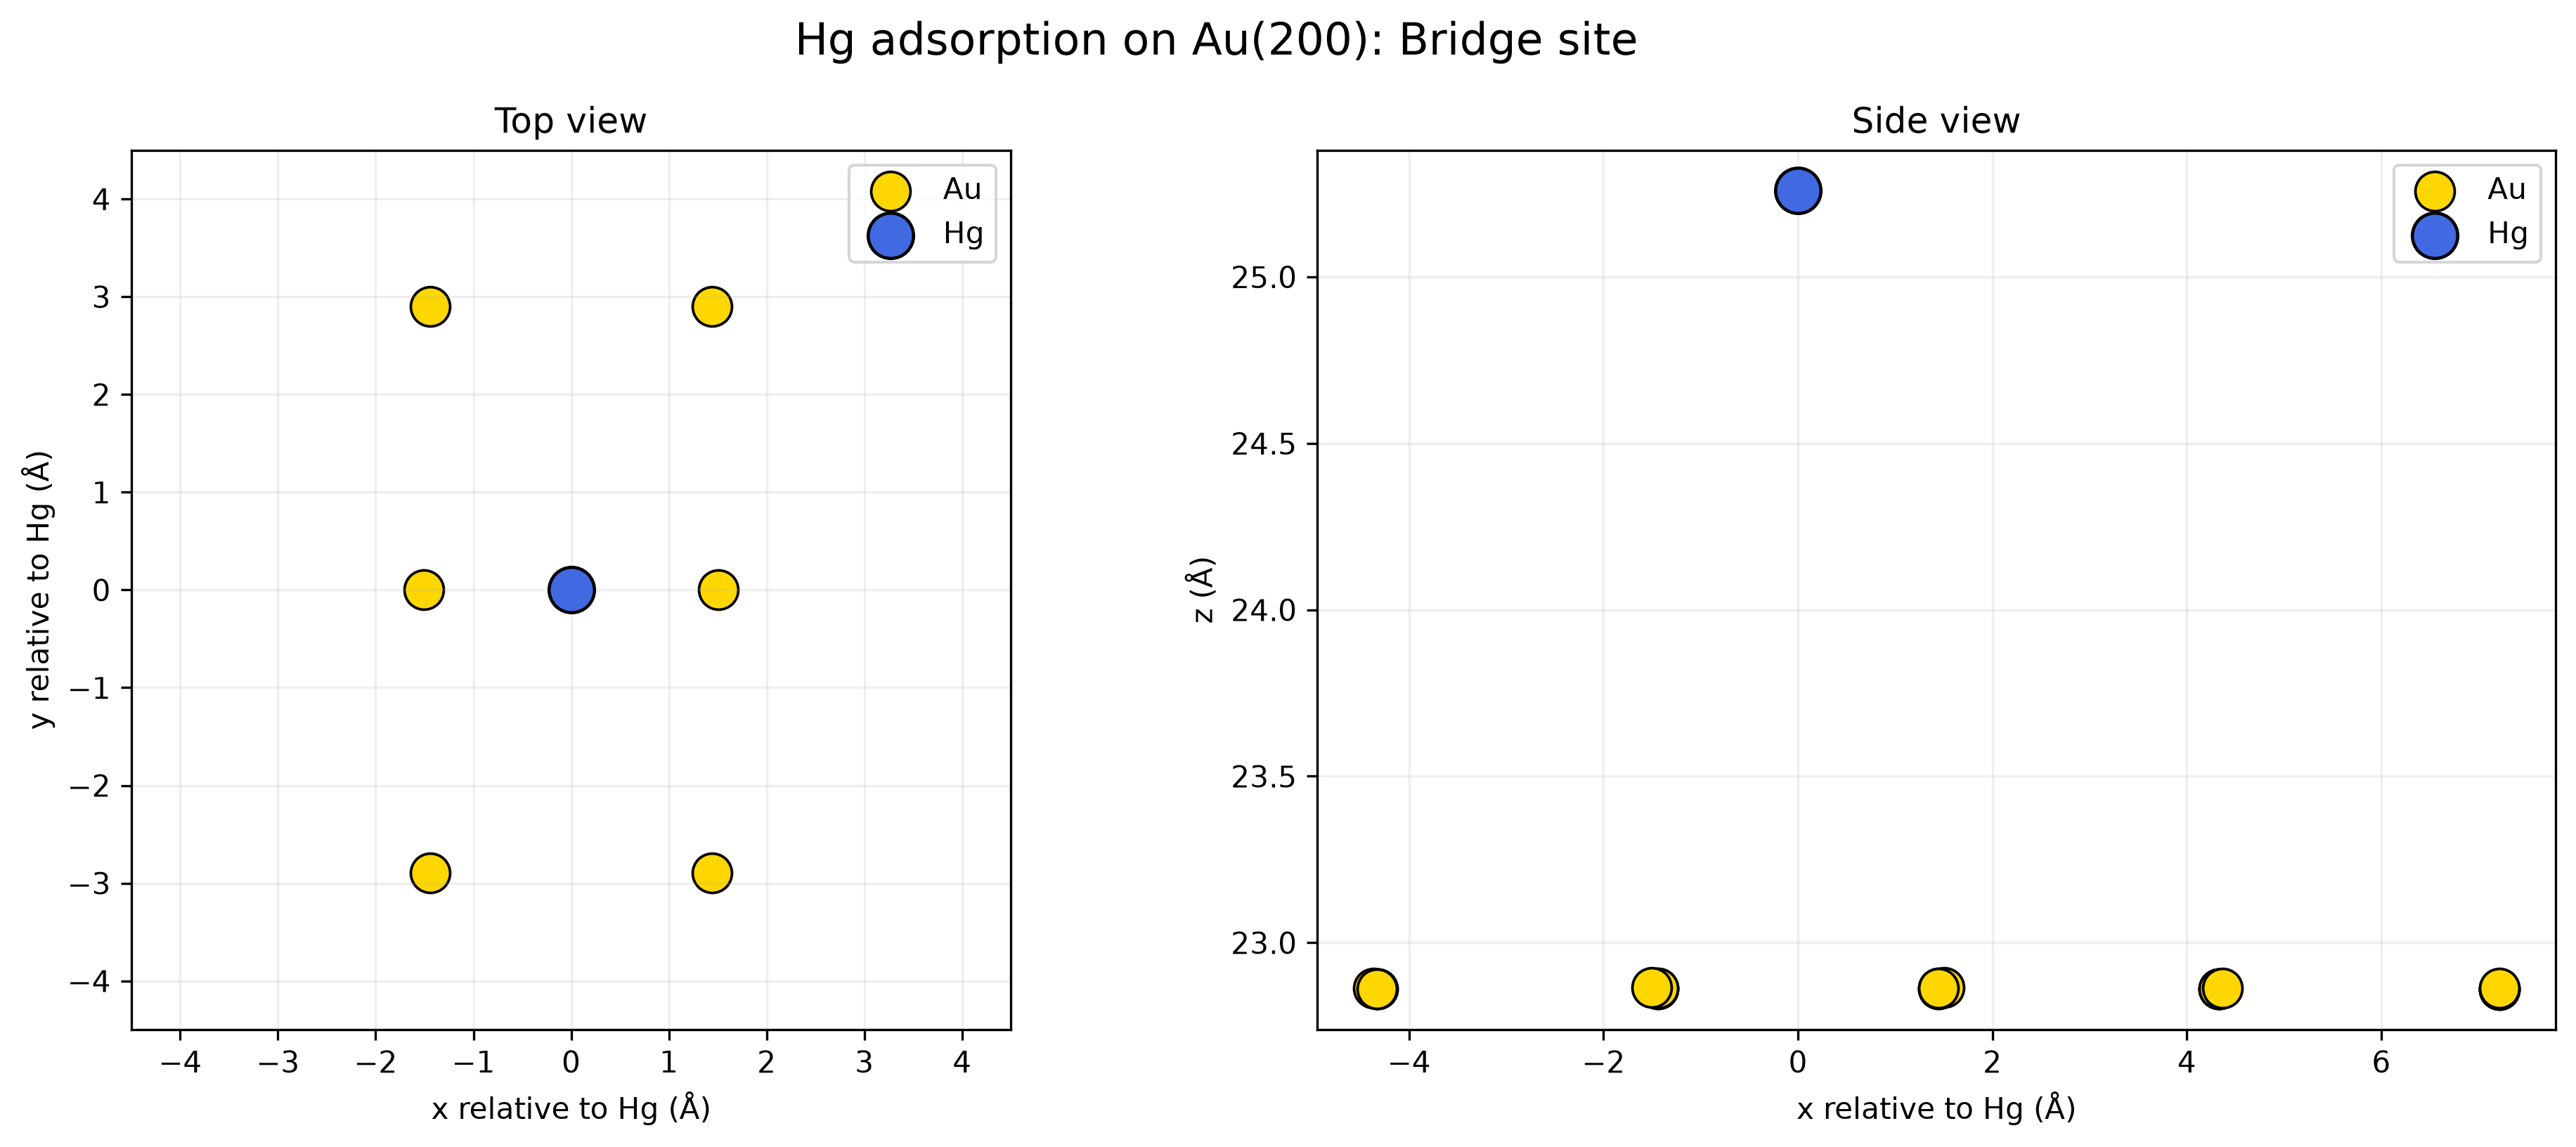 Hg adsorption on Au(200): Bridge site
Top view
Au
Hg
4
3
2
1
0
−1
−2
−3
−4
y relative to Hg (Å)
−4 −3 −2 −1 0 1 2 3 4
x relative to Hg (Å)
Side view
Au
Hg
25.0
24.5
24.0
23.5
23.0
z (Å)
−4 −2 0 2 4 6
x relative to Hg (Å)